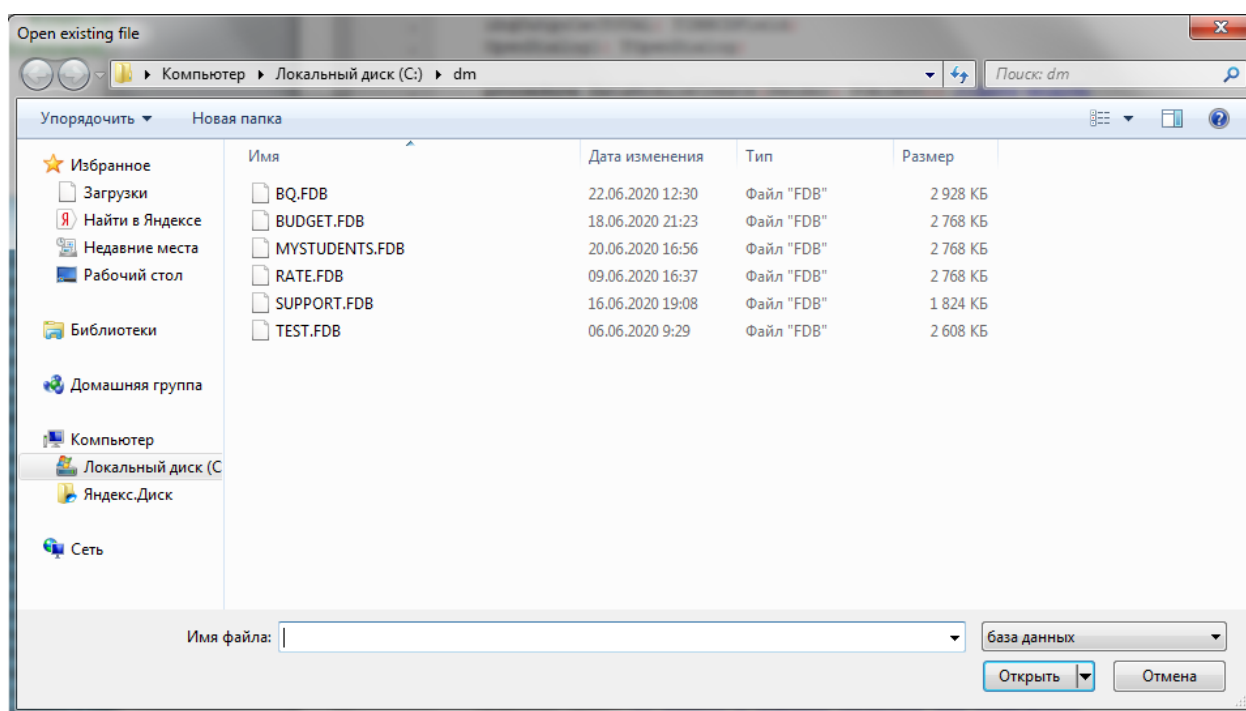 Open existing file
Компьютер Локальный диск (C:) dm
Поиск: dm
Упорядочить Новая папка
Избранное
Загрузки
Найти в Яндексе
Недавние места
Рабочий стол
Библиотеки
Домашняя группа
Компьютер
Локальный диск (C
Яндекс.Диск
Сеть
Имя Дата изменения Тип Размер
BQ.FDB 22.06.2020 12:30 Файл "FDB" 2 928 КБ
BUDGET.FDB 18.06.2020 21:23 Файл "FDB" 2 768 КБ
MYSTUDENTS.FDB 20.06.2020 16:56 Файл "FDB" 2 768 КБ
RATE.FDB 09.06.2020 16:37 Файл "FDB" 2 768 КБ
SUPPORT.FDB 16.06.2020 19:08 Файл "FDB" 1 824 КБ
TEST.FDB 06.06.2020 9:29 Файл "FDB" 2 608 КБ
Имя файла:
база данных
Открыть Отмена